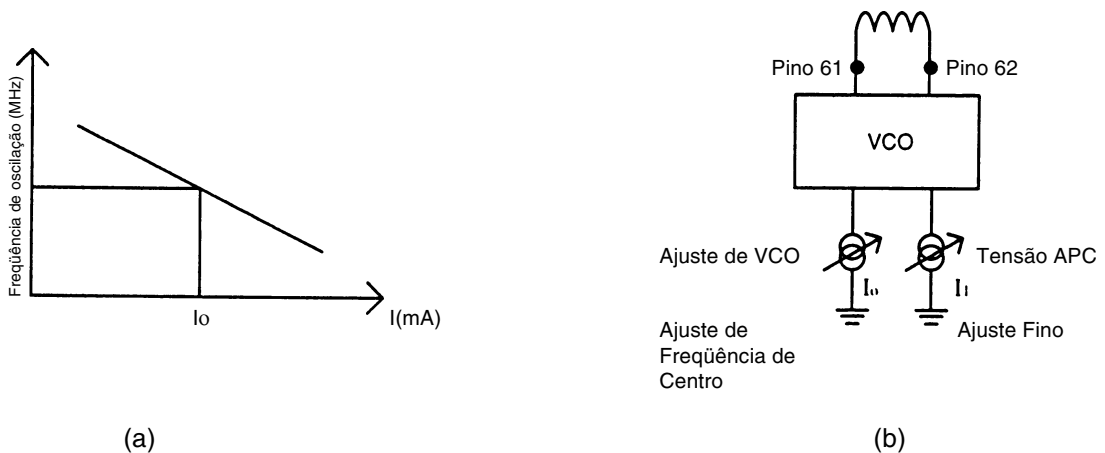 Freqüência de oscilação (MHz)
Io
I(mA)
(a)
Pino 61
Pino 62
VCO
Ajuste de VCO
Tensão APC
Io
I1
Ajuste de
Freqüência de
Centro
Ajuste Fino
(b)